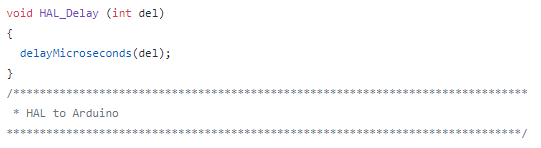 void HAL_Delay (int del)
{
  delayMicroseconds(del);
}
/******************************************************************************
 * HAL to Arduino
******************************************************************************/